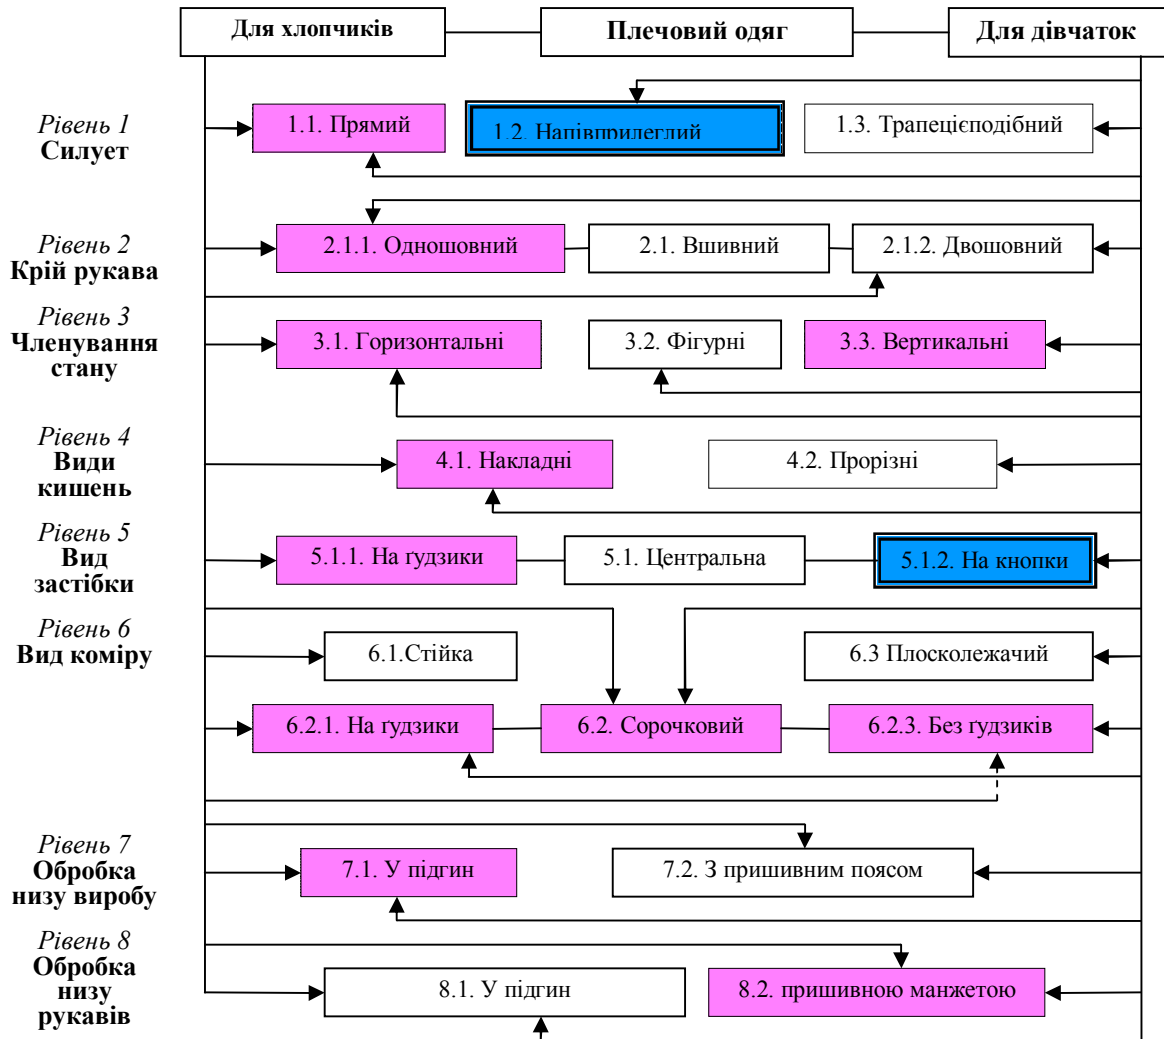 Для хлопчиків
Плечовий одяг
Для дівчаток
Рівень 1
Силует
1.1. Прямий
1.2. Напівприлеглий
1.3. Трапецієподібний
Рівень 2
Крій рукава
2.1.1. Одношовний
2.1. Вшивний
2.1.2. Двошовний
Рівень 3
Членування
стану
3.1. Горизонтальні
3.2. Фігурні
3.3. Вертикальні
Рівень 4
Види
кишень
4.1. Накладні
4.2. Прорізні
Рівень 5
Вид
застібки
5.1.1. На ґудзики
5.1. Центральна
5.1.2. На кнопки
Рівень 6
Вид коміру
6.1.Стійка
6.3 Плосколежачий
6.2.1. На ґудзики
6.2. Сорочковий
6.2.3. Без ґудзиків
Рівень 7
Обробка
низу виробу
7.1. У підгин
7.2. З пришивним поясом
Рівень 8
Обробка
низу
рукавів
8.1. У підгин
8.2. пришивною манжетою